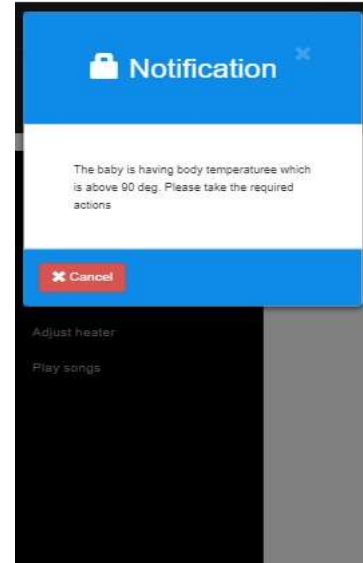 Notification
The baby is having body temperaturee which
is above 90 deg. Please take the required
actions
Cancel
Adjust heater
Play songs